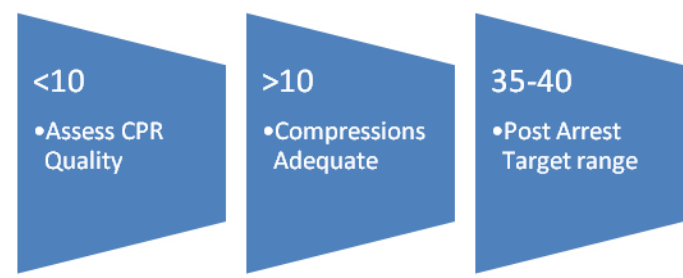 <10
•Assess CPR
Quality
>10
•Compressions
Adequate
35-40
•Post Arrest
Target range